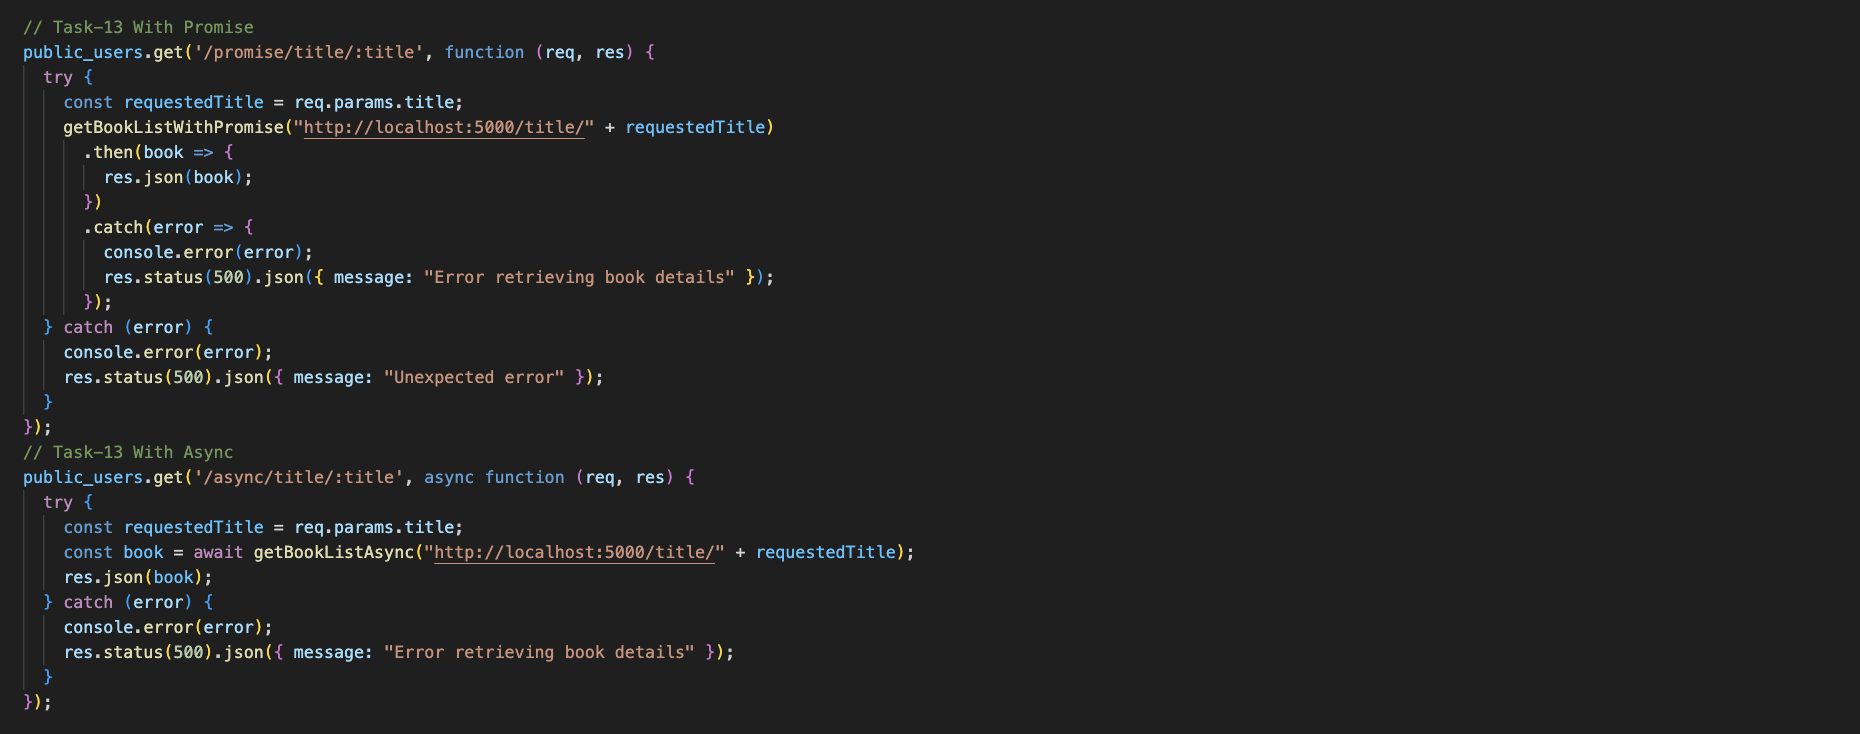 // Task-13 With Promise
public_users.get('/promise/title/:title', function (req, res) {
  try {
    const requestedTitle = req.params.title;
    getBookListWithPromise("http://localhost:5000/title/" + requestedTitle)
      .then(book => {
        res.json(book);
      })
      .catch(error => {
        console.error(error);
        res.status(500).json({ message: "Error retrieving book details" });
      });
  } catch (error) {
    console.error(error);
    res.status(500).json({ message: "Unexpected error" });
  }
});
// Task-13 With Async
public_users.get('/async/title/:title', async function (req, res) {
  try {
    const requestedTitle = req.params.title;
    const book = await getBookListAsync("http://localhost:5000/title/" + requestedTitle);
    res.json(book);
  } catch (error) {
    console.error(error);
    res.status(500).json({ message: "Error retrieving book details" });
  }
});